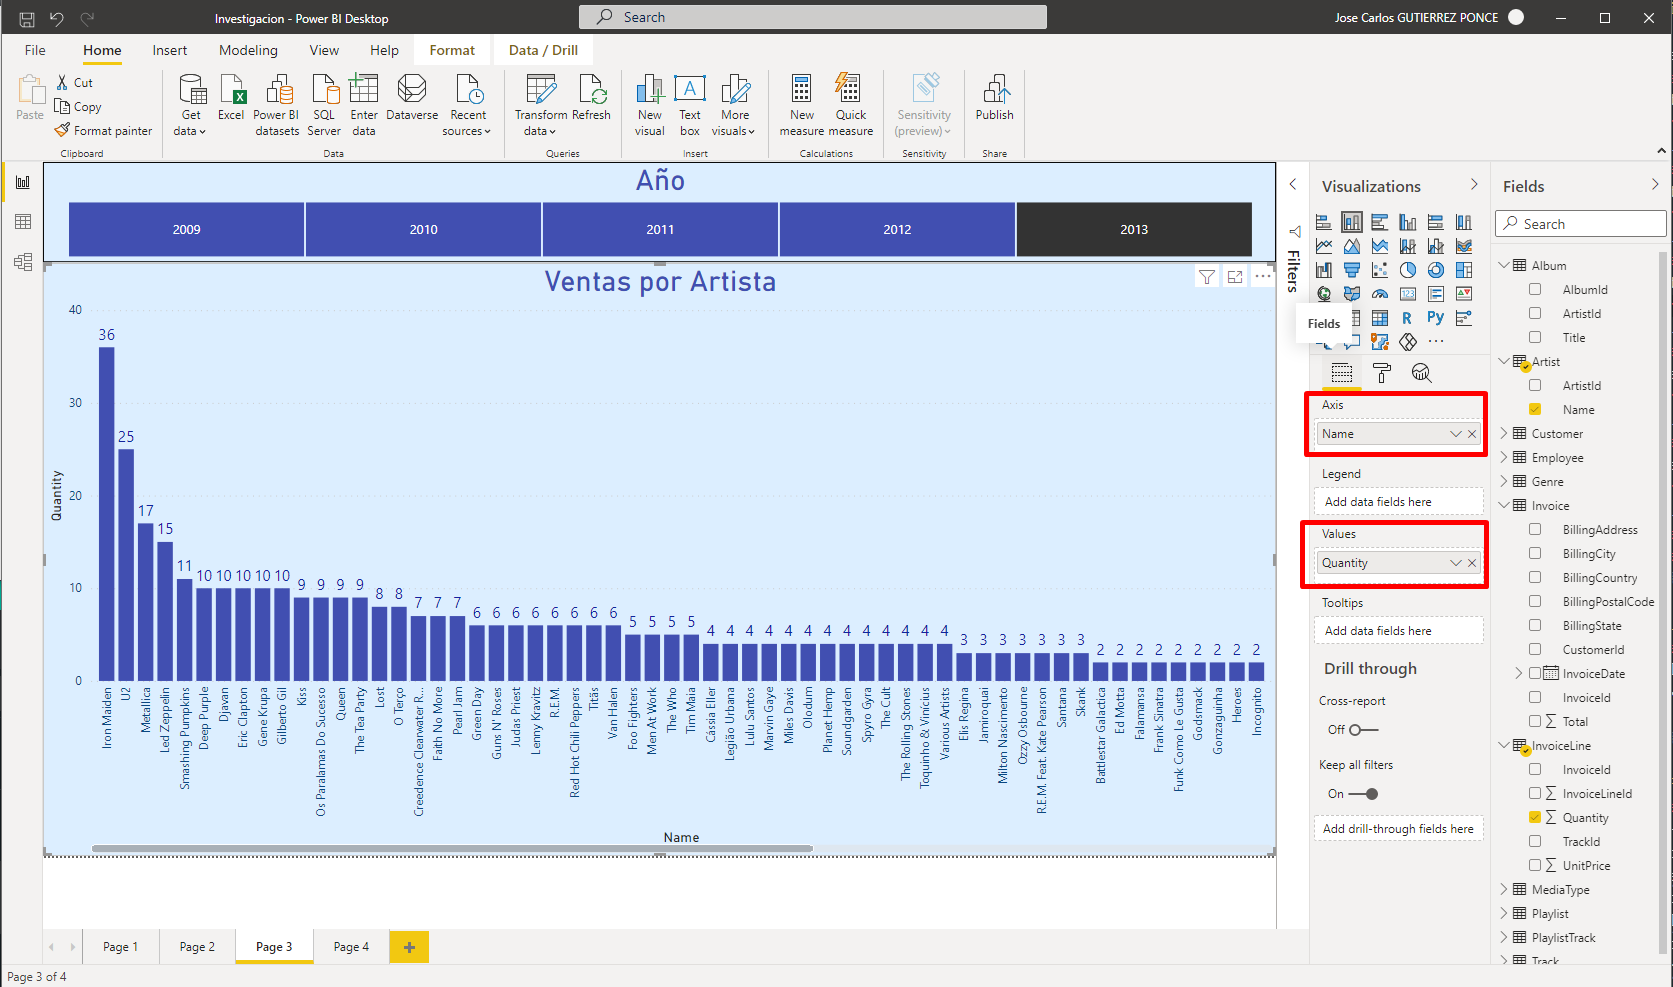 Investigacion - Power BI Desktop
Search
Jose Carlos GUTIERREZ PONCE
File
Home
Insert
Modeling
View
Help
Format
Data / Drill
Paste
Cut
Copy
Format painter
Clipboard
Get data
Excel
Power BI datasets
SQL Server
Enter data
Dataverse
Recent sources
Data
Transform data
Refresh
Queries
New visual
Text box
More visuals
Insert
New measure
Quick measure
Calculations
Sensitivity (preview)
Sensitivity
Publish
Share
Año
2009
2010
2011
2012
2013
Ventas por Artista
Quantity
40
30
20
10
0
36
25
17
15
11
10
10
10
10
10
9
9
9
9
8
8
7
7
7
6
6
6
6
6
6
6
6
5
5
5
5
4
4
4
4
4
4
4
4
4
4
4
4
4
3
3
3
3
3
3
3
2
2
2
2
2
2
2
2
2
Iron Maiden
U2
Metallica
Led Zeppelin
Smashing Pumpkins
Deep Purple
Djavan
Eric Clapton
Gene Krupa
Gilberto Gil
Kiss
Os Paralamas Do Sucesso
Queen
The Tea Party
Lost
O Terço
Creedence Clearwater R...
Faith No More
Pearl Jam
Green Day
Guns N' Roses
Judas Priest
Lenny Kravitz
R.E.M.
Red Hot Chili Peppers
Titãs
Van Halen
Foo Fighters
Men At Work
The Who
Tim Maia
Cássia Eller
Legião Urbana
Lulu Santos
Marvin Gaye
Miles Davis
Olodum
Planet Hemp
Soundgarden
Spyro Gyra
The Cult
The Rolling Stones
Toquinho & Vinícius
Various Artists
Elis Regina
Jamiroquai
Milton Nascimento
Ozzy Osbourne
R.E.M. Feat. Kate Pearson
Santana
Skank
Battlestar Galactica
Ed Motta
Falamansa
Frank Sinatra
Funk Como Le Gusta
Godsmack
Gonzaguinha
Heroes
Incognito
Name
Filters
Visualizations
123
R
Py
Fields
Axis
Name
Legend
Add data fields here
Values
Quantity
Tooltips
Add data fields here
Drill through
Cross-report
Off
Keep all filters
On
Add drill-through fields here
Fields
Search
Album
AlbumId
ArtistId
Title
Artist
ArtistId
Name
Customer
Employee
Genre
Invoice
BillingAddress
BillingCity
BillingCountry
BillingPostalCode
BillingState
CustomerId
InvoiceDate
InvoiceId
∑ Total
InvoiceLine
InvoiceId
∑ InvoiceLineId
∑ Quantity
TrackId
∑ UnitPrice
MediaType
Playlist
PlaylistTrack
Track
Page 1
Page 2
Page 3
Page 4
+
Page 3 of 4